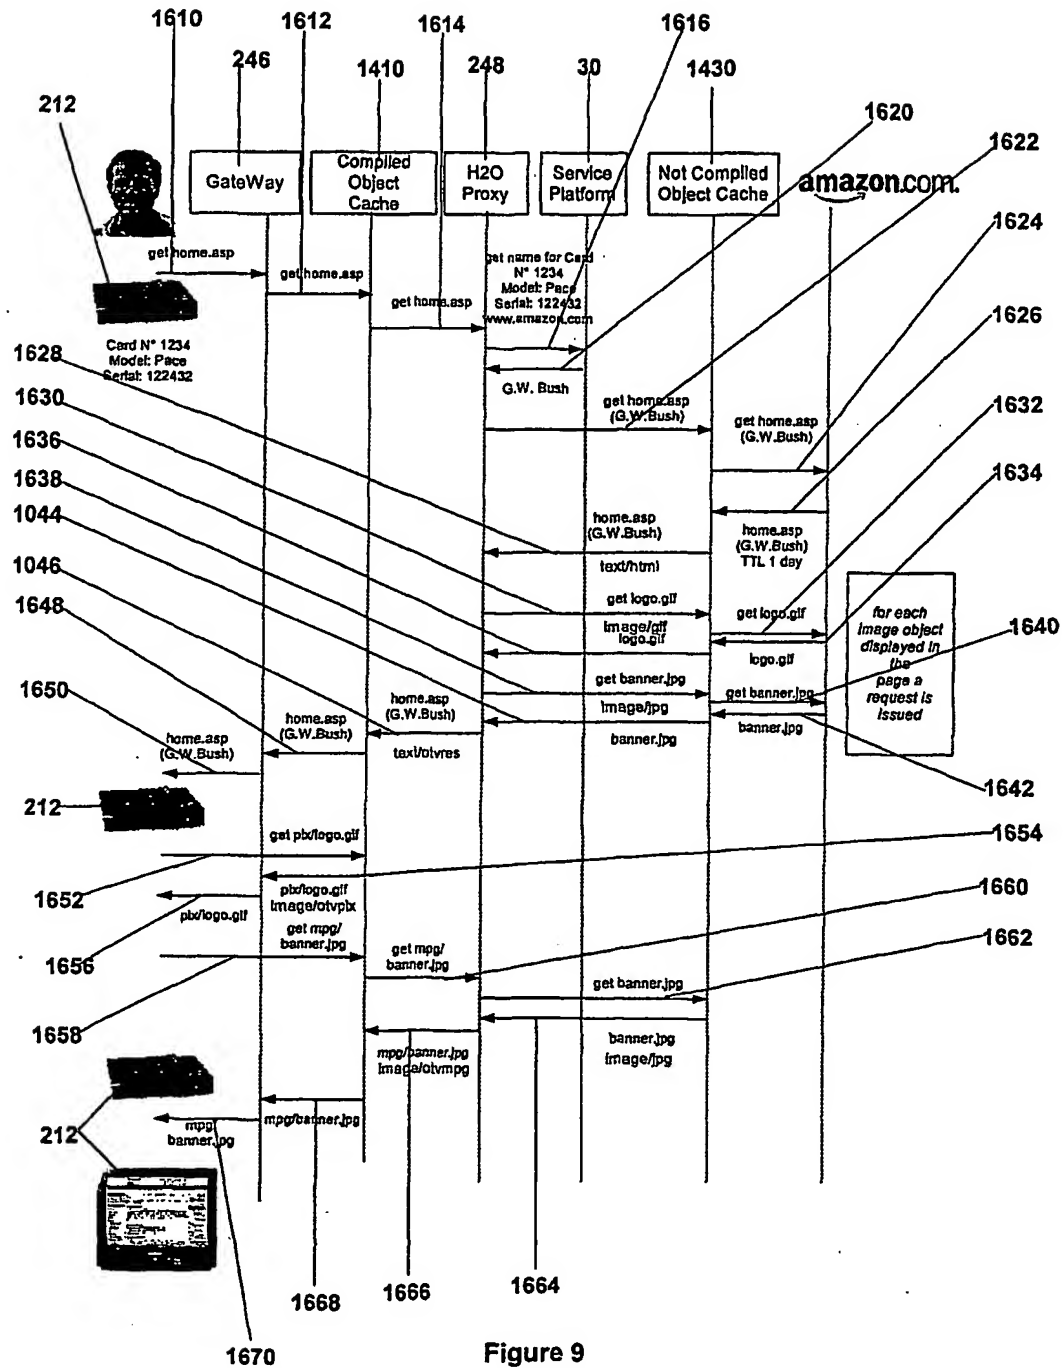 1610
1612
1614
1616
246
1410
248
30
1430
212
1620
1622
GateWay
Compiled
Object
Cache
H2O
Proxy
Service
Platform
Not Compiled
Object Cache
amazon.com.
1624
get home.asp
get home.asp
get home.asp
get name for Card
N° 1234
Model: Pace
Serial: 122432
www.amazon.com
1626
Card N° 1234
Model: Pace
Serial: 122432
1628
G.W. Bush
1630
get home.asp
(G.W.Bush)
get home.asp
(G.W.Bush)
1632
1636
1634
1638
1044
home.asp
(G.W.Bush)
text/html
home.asp
(G.W.Bush)
TTL 1 day
1046
1648
get logo.gif
image/gif
logo.gif
get logo.gif
logo.gif
for each
image object
displayed in
the
page a
request is
issued
1640
1650
get banner.jpg
image/jpg
banner.jpg
get banner.jpg
banner.jpg
home.asp
(G.W.Bush)
text/otvres
home.asp
(G.W.Bush)
home.asp
(G.W.Bush)
1642
212
get pix/logo.gif
1654
1652
pix/logo.gif
image/otvpix
pix/logo.gif
1660
get mpg/
banner.jpg
get mpg/
banner.jpg
1662
1656
get banner.jpg
1658
banner.jpg
image/jpg
mpg/banner.jpg
image/otvmpg
212
mpg/banner.jpg
mpg/
banner.jpg
1664
1666
1668
1670
Figure 9